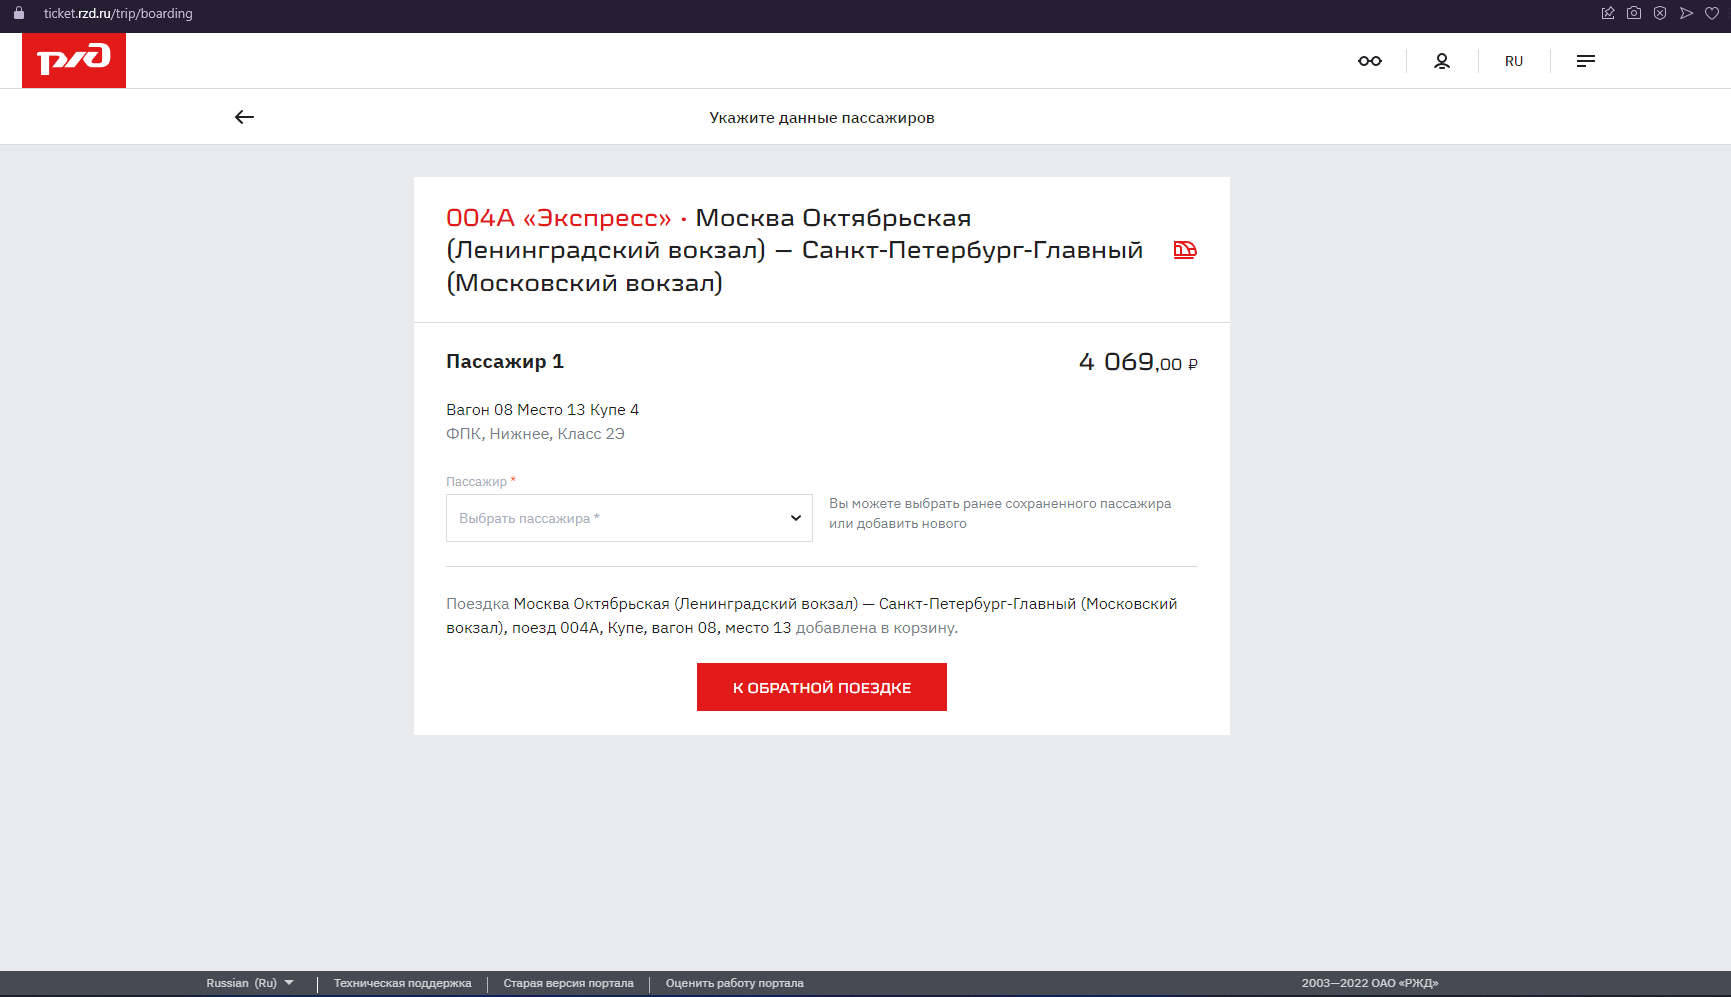 ticket.rzd.ru/trip/boarding
ржд
RU
Укажите данные пассажиров
004А «Экспресс» • Москва Октябрьская
(Ленинградский вокзал) — Санкт-Петербург-Главный
(Московский вокзал)
Пассажир 1
4 069,00 ₽
Вагон 08 Место 13 Купе 4
ФПК, Нижнее, Класс 2Э
Пассажир *
Выбрать пассажира *
Вы можете выбрать ранее сохраненного пассажира
или добавить нового
Поездка Москва Октябрьская (Ленинградский вокзал) — Санкт-Петербург-Главный (Московский
вокзал), поезд 004А, Купе, вагон 08, место 13 добавлена в корзину.
К ОБРАТНОЙ ПОЕЗДКЕ
Russian (Ru)
Техническая поддержка
Старая версия портала
Оценить работу портала
2003—2022 ОАО «РЖД»